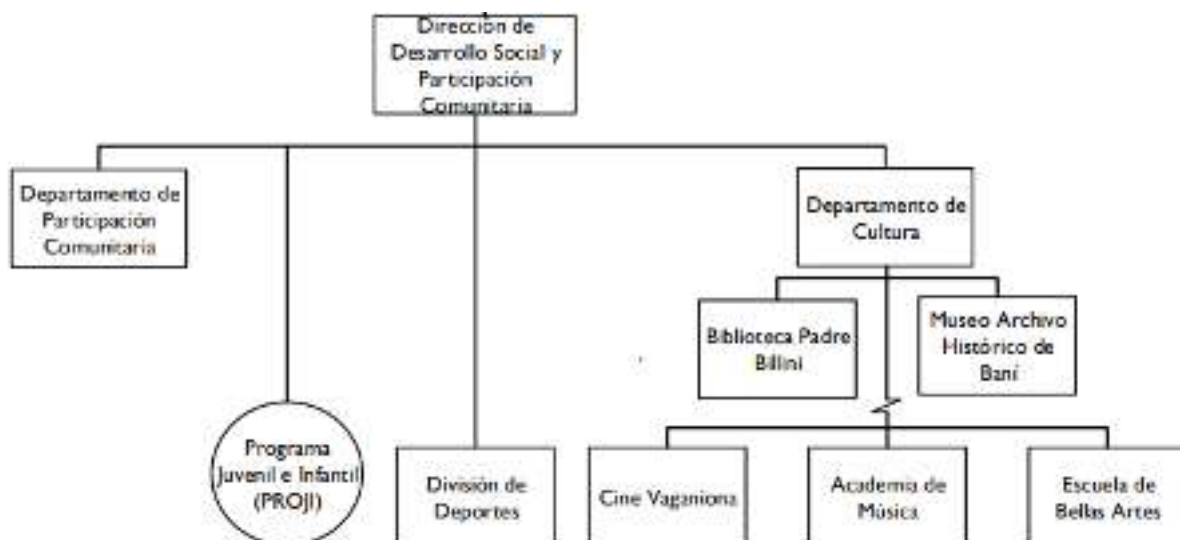 Dirección de
Desarrollo Social y
Participación
Comunitaria
Departamento de
Participación
Comunitaria
Departamento de
Cultura
Biblioteca Padre
Billini
Museo Archivo
Histórico de
Baní
Programa
Juvenil e Infantil
(PROJI)
División de
Deportes
Cine Vaganiona
Academia de
Música
Escuela de
Bellas Artes